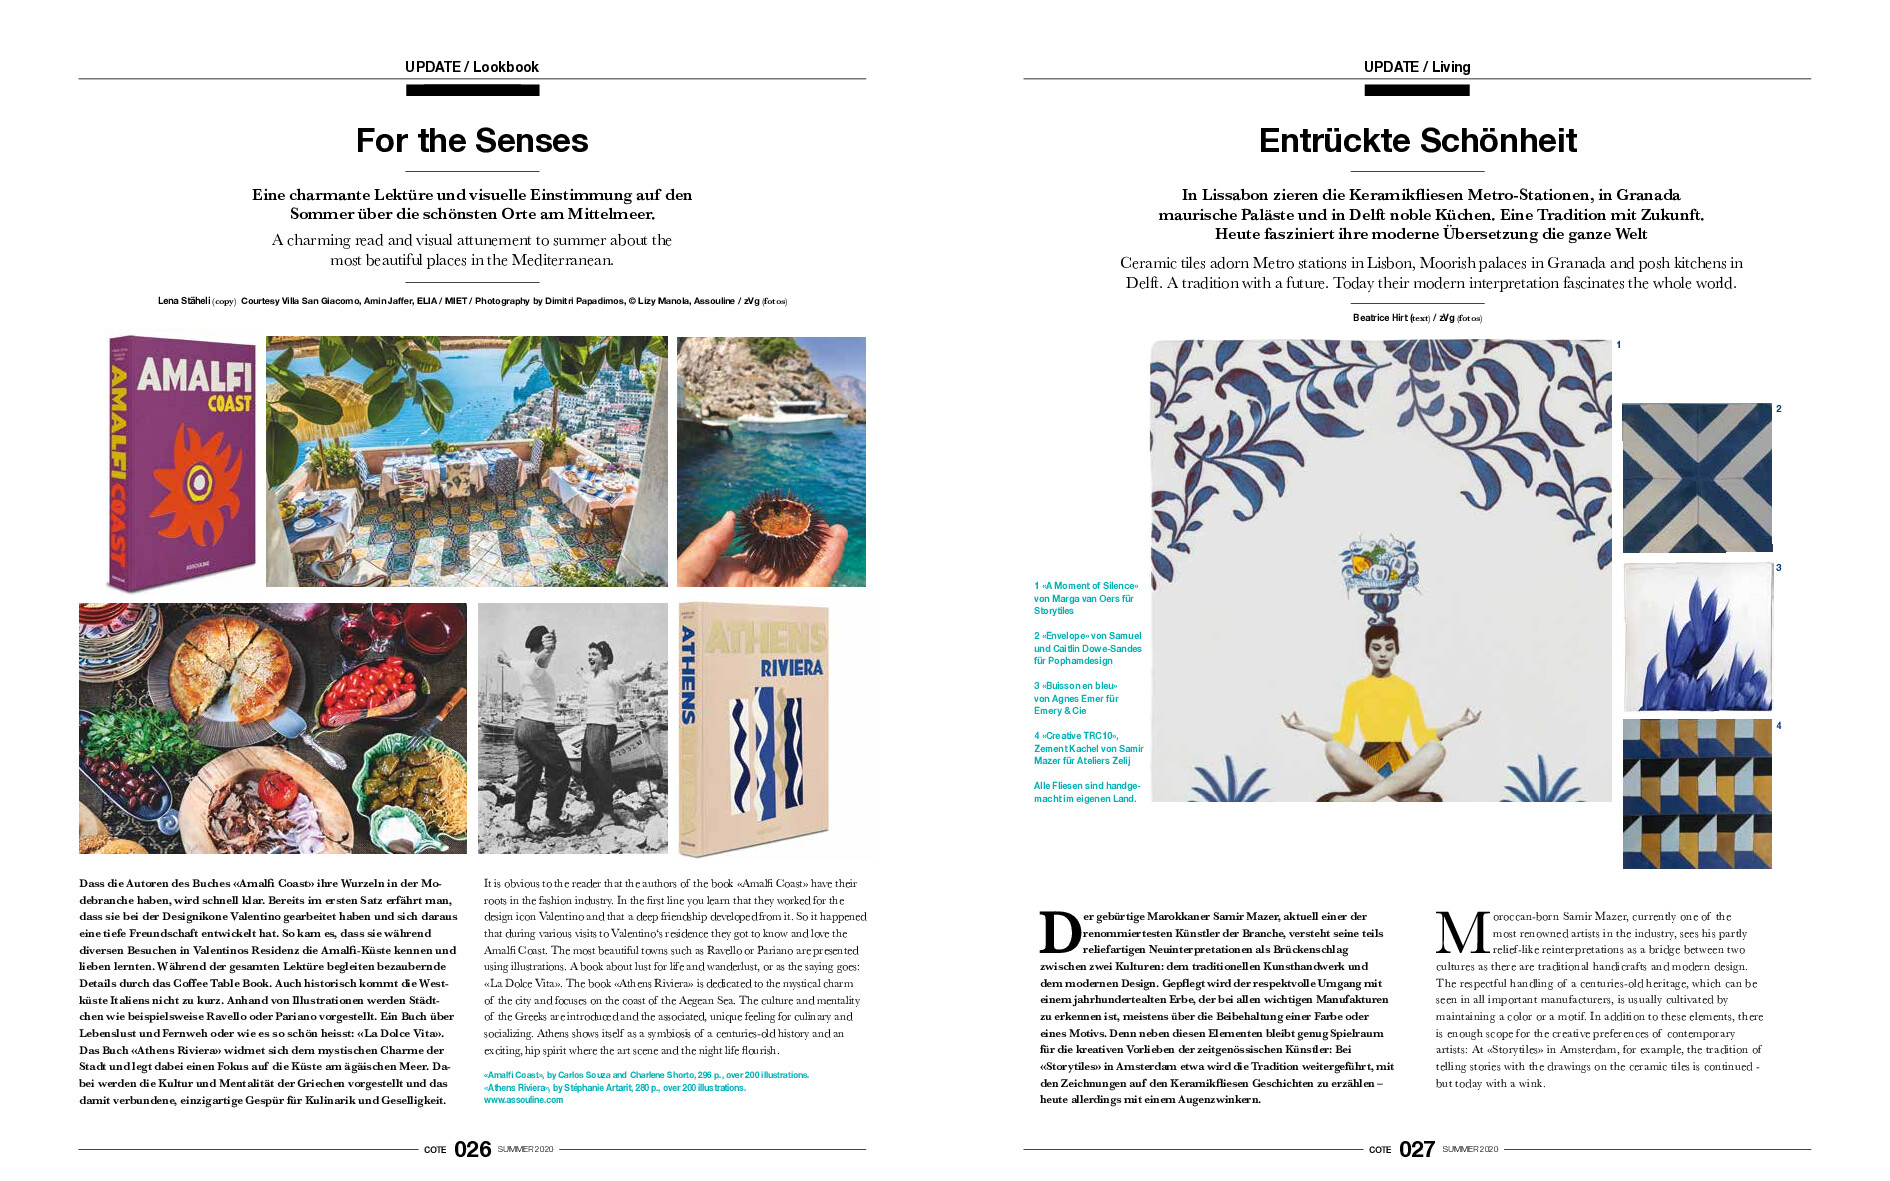 UPDATE / Lookbook
For the Senses
Eine charmante Lektüre und visuelle Einstimmung auf den
Sommer über die schönsten Orte am Mittelmeer.
A charming read and visual attunement to summer about the
most beautiful places in the Mediterranean.
Lena Stäheli (copy) Courtesy Villa San Giacomo, Amin Jaffer, ELIA / MIET / Photography by Dimitri Papadimos, © Lizy Manola, Assouline / zVg (fotos)
AMALFI
COAST
AMALFI COAST
ASSOULINE
ATHENS
RIVIERA
ATHENS RIVIERA
Dass die Autoren des Buches «Amalfi Coast» ihre Wurzeln in der Mo-
debranche haben, wird schnell klar. Bereits im ersten Satz erfährt man,
dass sie bei der Designikone Valentino gearbeitet haben und sich daraus
eine tiefe Freundschaft entwickelt hat. So kam es, dass sie während
diversen Besuchen in Valentinos Residenz die Amalfi-Küste kennen und
lieben lernten. Während der gesamten Lektüre begleiten bezaubernde
Details durch das Coffee Table Book. Auch historisch kommt die West-
küste Italiens nicht zu kurz. Anhand von Illustrationen werden Städt-
chen wie beispielsweise Ravello oder Pariano vorgestellt. Ein Buch über
Lebenslust und Fernweh oder wie es so schön heisst: «La Dolce Vita».
Das Buch «Athens Riviera» widmet sich dem mystischen Charme der
Stadt und legt dabei einen Fokus auf die Küste am ägäischen Meer. Da-
bei werden die Kultur und Mentalität der Griechen vorgestellt und das
damit verbundene, einzigartige Gespür für Kulinarik und Geselligkeit.
It is obvious to the reader that the authors of the book «Amalfi Coast» have their
roots in the fashion industry. In the first line you learn that they worked for the
design icon Valentino and that a deep friendship developed from it. So it happened
that during various visits to Valentino's residence they got to know and love the
Amalfi Coast. The most beautiful towns such as Ravello or Pariano are presented
using illustrations. A book about lust for life and wanderlust, or as the saying goes:
«La Dolce Vita». The book «Athens Riviera» is dedicated to the mystical charm
of the city and focuses on the coast of the Aegean Sea. The culture and mentality
of the Greeks are introduced and the associated, unique feeling for culinary and
socializing. Athens shows itself as a symbiosis of a centuries-old history and an
exciting, hip spirit where the art scene and the night life flourish.
«Amalfi Coast», by Carlos Souza and Charlene Shorto, 296 p., over 200 illustrations.
«Athens Riviera», by Stéphanie Artarit, 280 p., over 200 illustrations.
www.assouline.com
COTE 026 SUMMER 2020
UPDATE / Living
Entrückte Schönheit
In Lissabon zieren die Keramikfliesen Metro-Stationen, in Granada
maurische Paläste und in Delft noble Küchen. Eine Tradition mit Zukunft.
Heute fasziniert ihre moderne Übersetzung die ganze Welt
Ceramic tiles adorn Metro stations in Lisbon, Moorish palaces in Granada and posh kitchens in
Delft. A tradition with a future. Today their modern interpretation fascinates the whole world.
Beatrice Hirt (text) / zVg (fotos)
1
2
3
4
1 «A Moment of Silence»
von Marga van Oers für
Storytiles
2 «Envelope» von Samuel
und Caitlin Dowe-Sandes
für Pophamdesign
3 «Buisson en bleu»
von Agnes Emer für
Emery & Cie
4 «Creative TRC10»,
Zement Kachel von Samir
Mazer für Ateliers Zelij
Alle Fliesen sind handge-
macht im eigenen Land.
Der gebürtige Marokkaner Samir Mazer, aktuell einer der
renommiertesten Künstler der Branche, versteht seine teils
reliefartigen Neuinterpretationen als Brückenschlag
zwischen zwei Kulturen: dem traditionellen Kunsthandwerk und
dem modernen Design. Gepflegt wird der respektvolle Umgang mit
einem jahrhundertealten Erbe, der bei allen wichtigen Manufakturen
zu erkennen ist, meistens über die Beibehaltung einer Farbe oder
eines Motivs. Denn neben diesen Elementen bleibt genug Spielraum
für die kreativen Vorlieben der zeitgenössischen Künstler: Bei
«Storytiles» in Amsterdam etwa wird die Tradition weitergeführt, mit
den Zeichnungen auf den Keramikfliesen Geschichten zu erzählen –
heute allerdings mit einem Augenzwinkern.
Moroccan-born Samir Mazer, currently one of the
most renowned artists in the industry, sees his partly
relief-like reinterpretations as a bridge between two
cultures as there are traditional handicrafts and modern design.
The respectful handling of a centuries-old heritage, which can be
seen in all important manufacturers, is usually cultivated by
maintaining a color or a motif. In addition to these elements, there
is enough scope for the creative preferences of contemporary
artists: At «Storytiles» in Amsterdam, for example, the tradition of
telling stories with the drawings on the ceramic tiles is continued -
but today with a wink.
COTE 027 SUMMER 2020